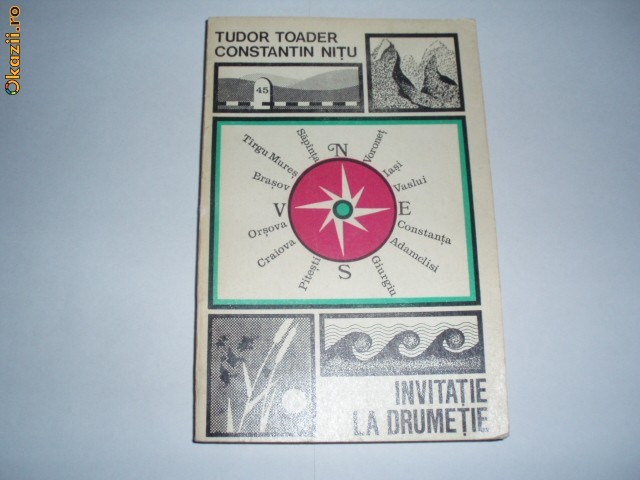 Okazii.ro
TUDOR TOADER
CONSTANTIN NIȚU
45
N
Săpînța
Voroneț
Tîrgu Mureș
Iași
Brașov
Vaslui
V
E
Orșova
Constanța
Craiova
Adamclisi
Pitești
Giurgiu
S
INVITAȚIE
LA DRUMEȚIE